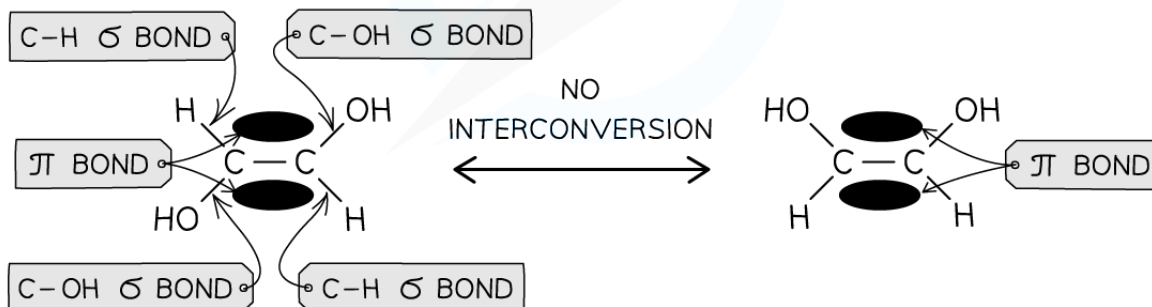 C–H σ BOND
C–OH σ BOND
NO
INTERCONVERSION
H
OH
HO
OH
π BOND
C – C
C – C
π BOND
HO
H
H
H
C–OH σ BOND
C–H σ BOND